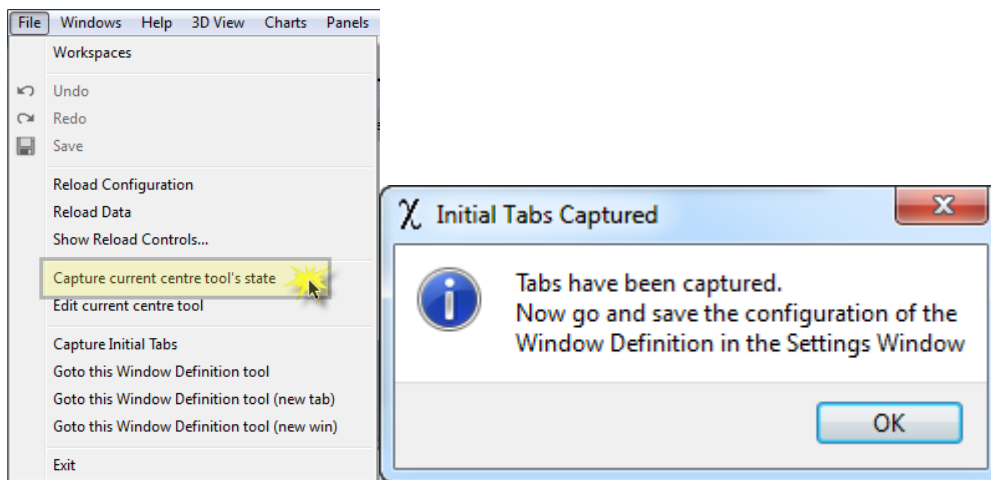 File Windows Help 3D View Charts Panels
Workspaces
Undo
Redo
Save
Reload Configuration
Reload Data
Show Reload Controls...
Capture current centre tool's state
Edit current centre tool
Capture Initial Tabs
Goto this Window Definition tool
Goto this Window Definition tool (new tab)
Goto this Window Definition tool (new win)
Exit
χ Initial Tabs Captured
Tabs have been captured.
Now go and save the configuration of the
Window Definition in the Settings Window
OK